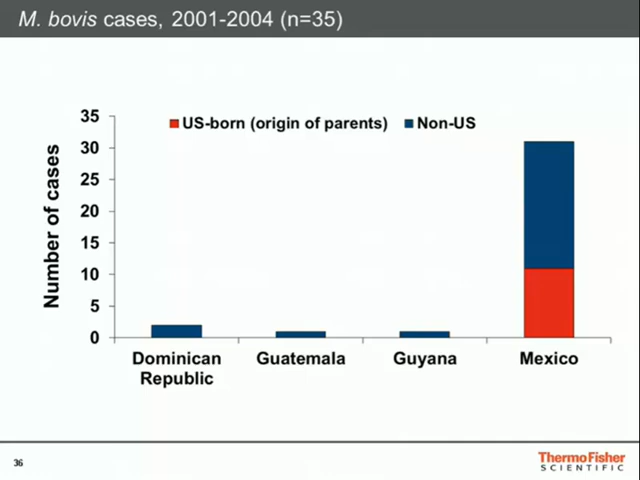 M. bovis cases, 2001-2004 (n=35)
US-born (origin of parents) Non-US
Number of cases
35
30
25
20
15
10
5
0
Dominican Republic
Guatemala
Guyana
Mexico
36
ThermoFisher
SCIENTIFIC